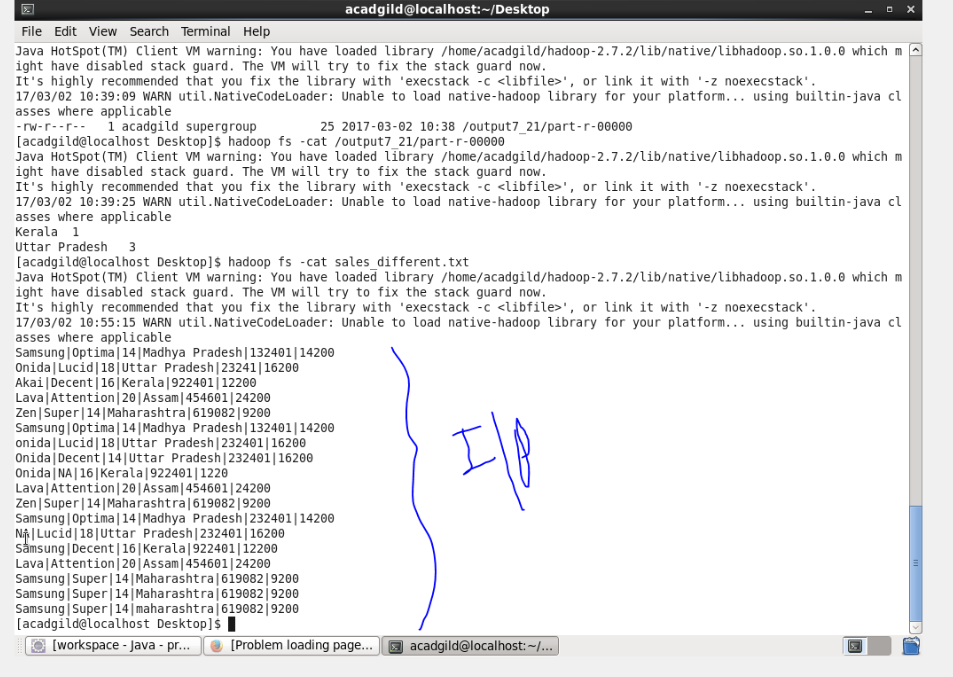 acadgild@localhost:~/Desktop
File Edit View Search Terminal Help
Java HotSpot(TM) Client VM warning: You have loaded library /home/acadgild/hadoop-2.7.2/lib/native/libhadoop.so.1.0.0 which m
ight have disabled stack guard. The VM will try to fix the stack guard now.
It's highly recommended that you fix the library with 'execstack -c <libfile>', or link it with '-z noexecstack'.
17/03/02 10:39:09 WARN util.NativeCodeLoader: Unable to load native-hadoop library for your platform... using builtin-java cl
asses where applicable
-rw-r--r-- 1 acadgild supergroup 25 2017-03-02 10:38 /output7_21/part-r-00000
[acadgild@localhost Desktop]$ hadoop fs -cat /output7_21/part-r-00000
Java HotSpot(TM) Client VM warning: You have loaded library /home/acadgild/hadoop-2.7.2/lib/native/libhadoop.so.1.0.0 which m
ight have disabled stack guard. The VM will try to fix the stack guard now.
It's highly recommended that you fix the library with 'execstack -c <libfile>', or link it with '-z noexecstack'.
17/03/02 10:39:25 WARN util.NativeCodeLoader: Unable to load native-hadoop library for your platform... using builtin-java cl
asses where applicable
Kerala 1
Uttar Pradesh 3
[acadgild@localhost Desktop]$ hadoop fs -cat sales_different.txt
Java HotSpot(TM) Client VM warning: You have loaded library /home/acadgild/hadoop-2.7.2/lib/native/libhadoop.so.1.0.0 which m
ight have disabled stack guard. The VM will try to fix the stack guard now.
It's highly recommended that you fix the library with 'execstack -c <libfile>', or link it with '-z noexecstack'.
17/03/02 10:55:15 WARN util.NativeCodeLoader: Unable to load native-hadoop library for your platform... using builtin-java cl
asses where applicable
Samsung|Optima|14|Madhya Pradesh|132401|14200
Onida|Lucid|18|Uttar Pradesh|23241|16200
Akai|Decent|16|Kerala|922401|12200
Lava|Attention|20|Assam|454601|24200
Zen|Super|14|Maharashtra|619082|9200
Samsung|Optima|14|Madhya Pradesh|132401|14200
onida|Lucid|18|Uttar Pradesh|232401|16200
Onida|Decent|14|Uttar Pradesh|232401|16200
Onida|NA|16|Kerala|922401|1220
Lava|Attention|20|Assam|454601|24200
Zen|Super|14|Maharashtra|619082|9200
Samsung|Optima|14|Madhya Pradesh|232401|14200
NA|Lucid|18|Uttar Pradesh|232401|16200
Samsung|Decent|16|Kerala|922401|12200
Lava|Attention|20|Assam|454601|24200
Samsung|Super|14|Maharashtra|619082|9200
Samsung|Super|14|Maharashtra|619082|9200
Samsung|Super|14|maharashtra|619082|9200
[acadgild@localhost Desktop]$
I/P
[workspace - Java - pr... [Problem loading page... acadgild@localhost:~/...